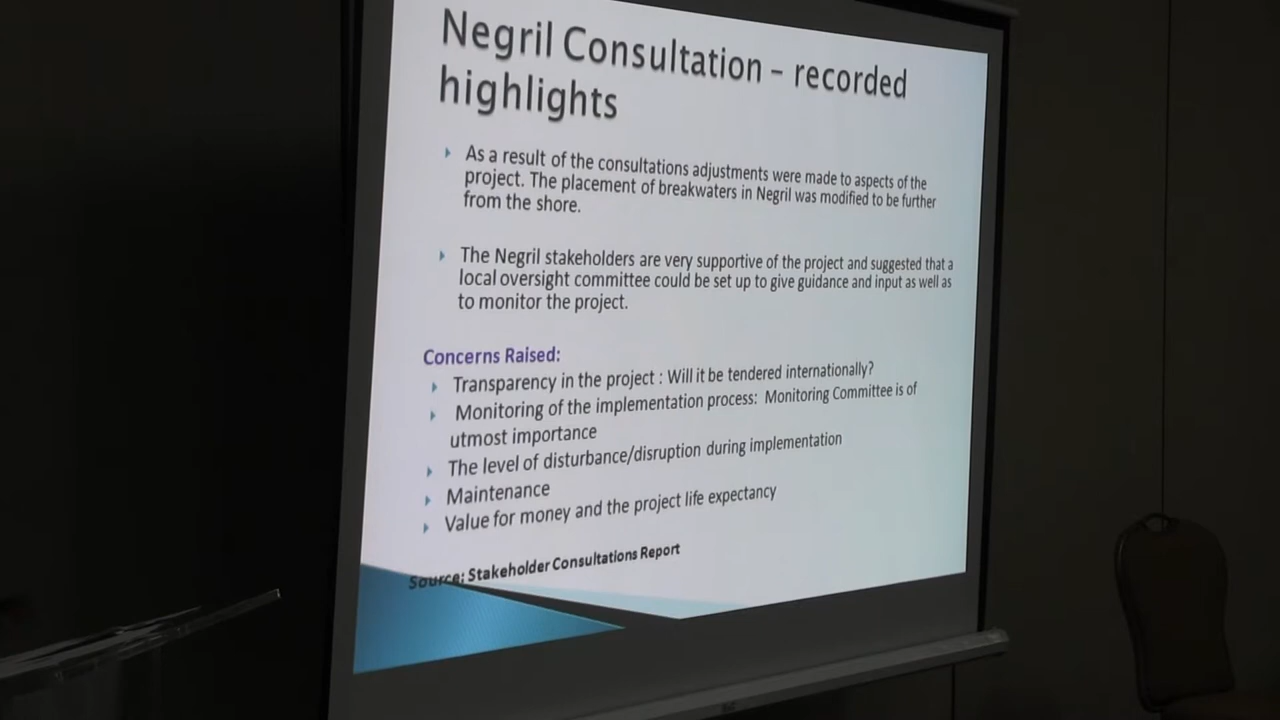 Negril Consultation – recorded
highlights
As a result of the consultations adjustments were made to aspects of the
project. The placement of breakwaters in Negril was modified to be further
from the shore.
The Negril stakeholders are very supportive of the project and suggested that a
local oversight committee could be set up to give guidance and input as well as
to monitor the project.
Concerns Raised:
Transparency in the project : Will it be tendered internationally?
Monitoring of the implementation process: Monitoring Committee is of
utmost importance
The level of disturbance/disruption during implementation
Maintenance
Value for money and the project life expectancy
Source: Stakeholder Consultations Report